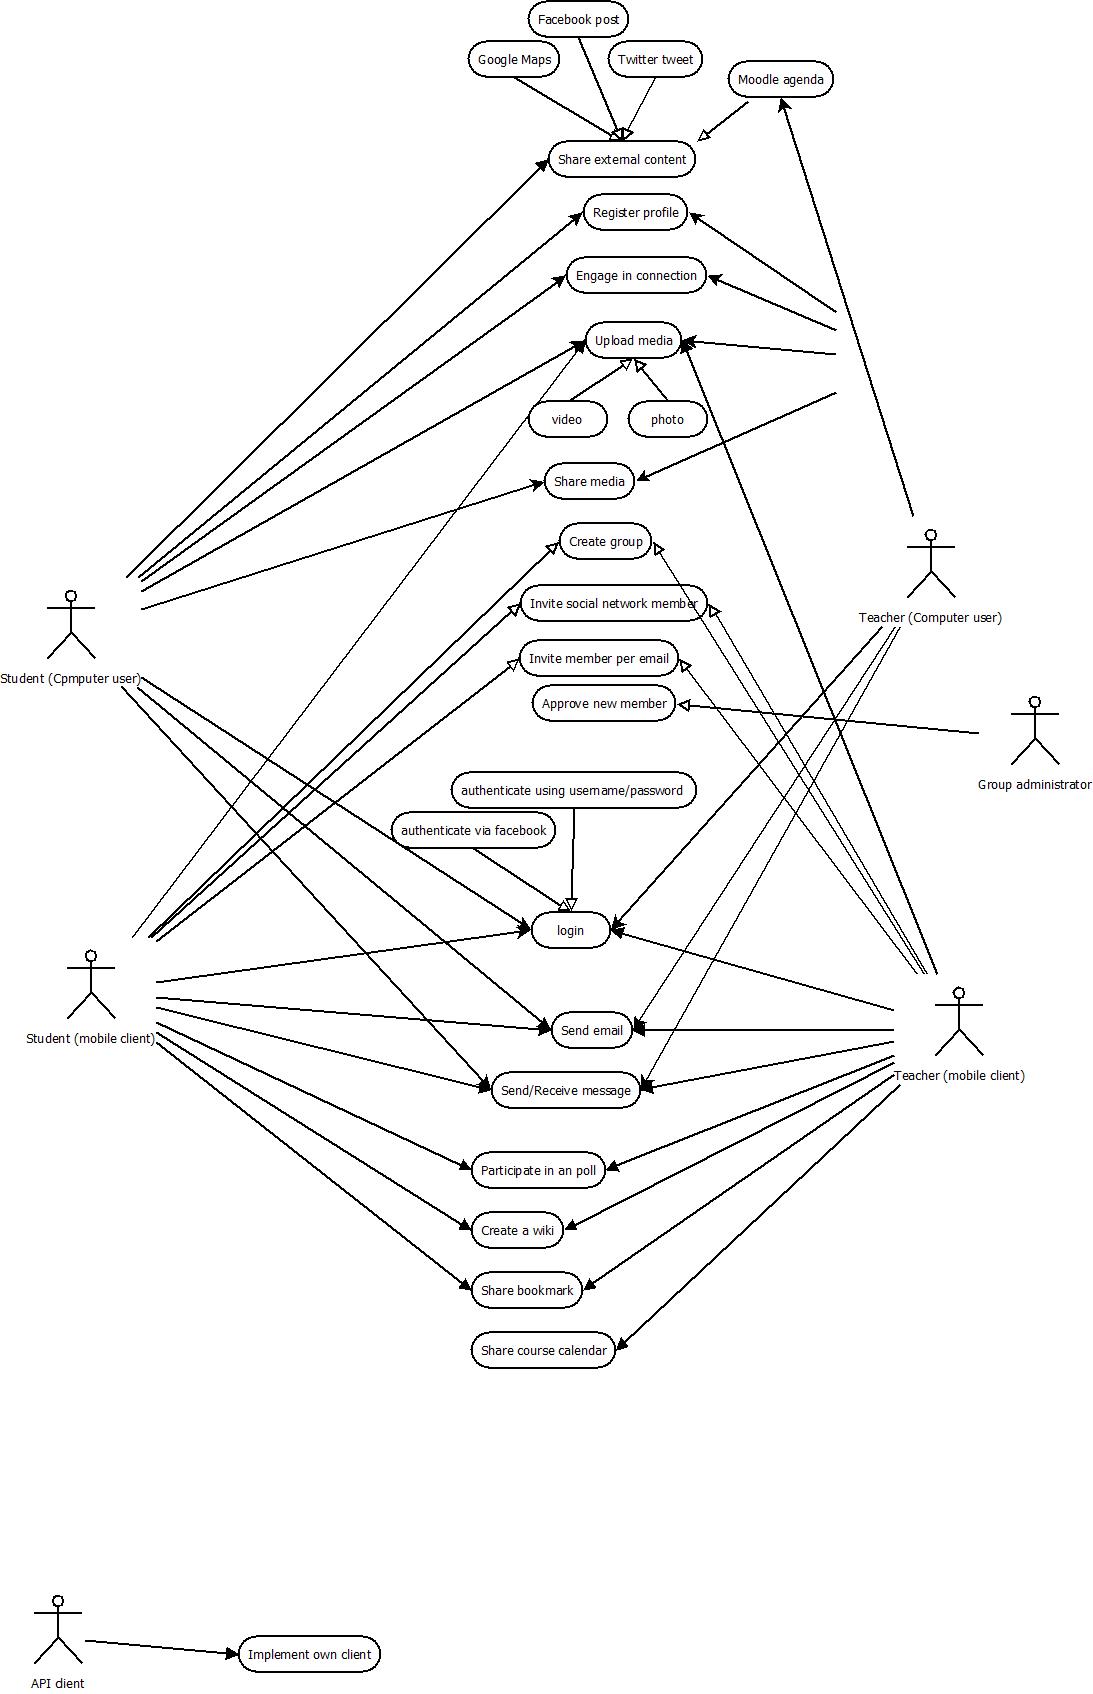 Facebook post
Google Maps
Twitter tweet
Moodle agenda
Share external content
Register profile
Engage in connection
Upload media
video
photo
Share media
Create group
Invite social network member
Teacher (Computer user)
Invite member per email
Student (Cpmputer user)
Approve new member
Group administrator
authenticate using username/password
authenticate via facebook
login
Send email
Student (mobile client)
Teacher (mobile client)
Send/Receive message
Participate in an poll
Create a wiki
Share bookmark
Share course calendar
Implement own client
API client